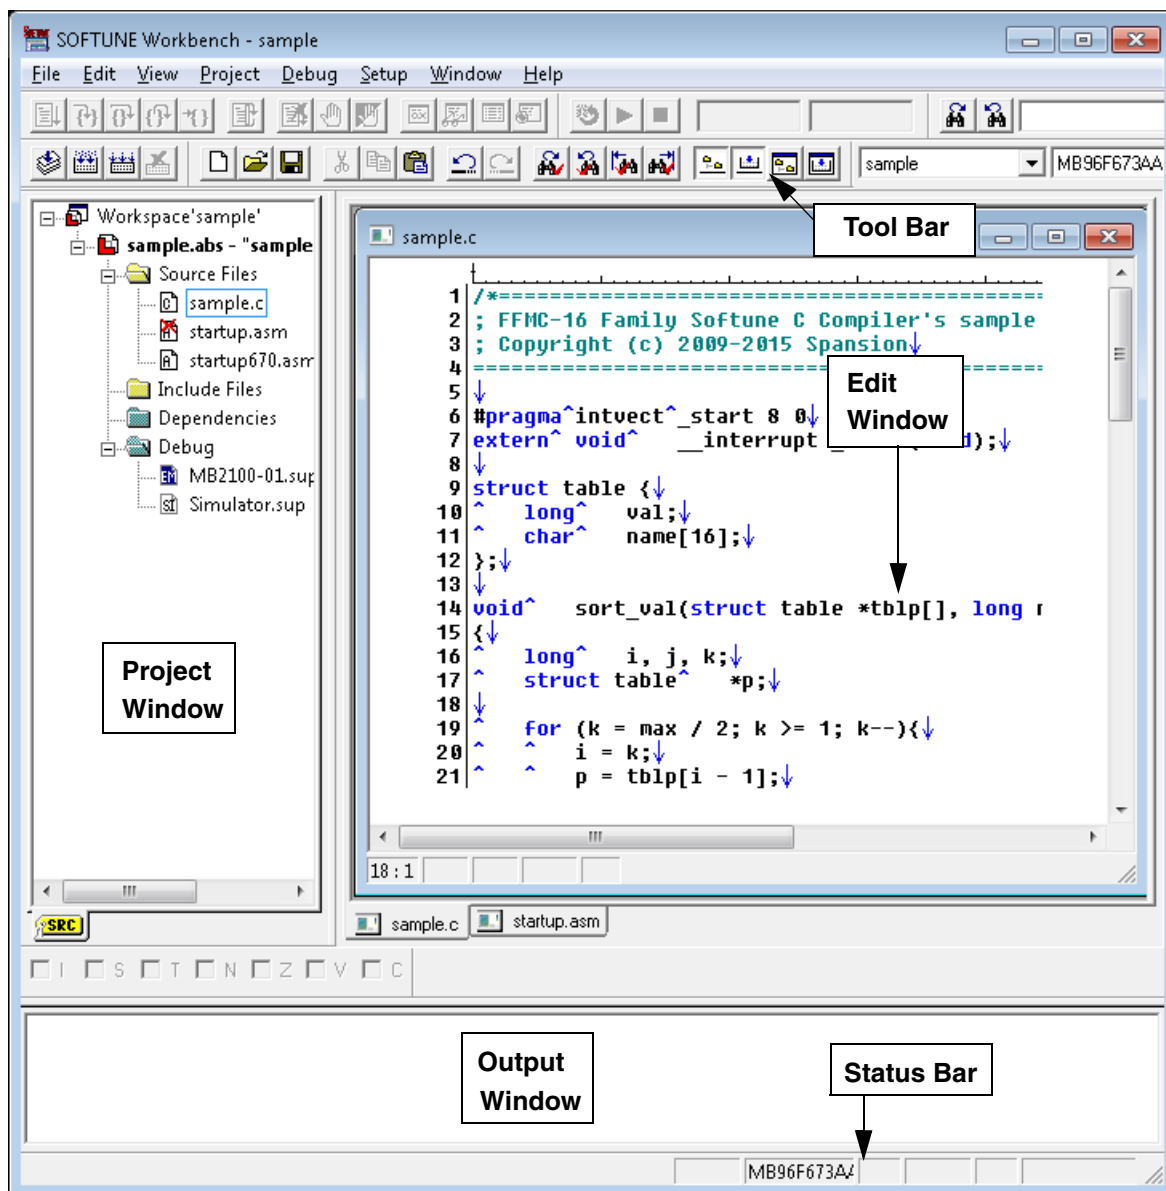 SOFTUNE Workbench - sample
File Edit View Project Debug Setup Window Help
sample MB96F673AA
Tool Bar
Workspace'sample'
sample.abs - "sample
Source Files
sample.c
startup.asm
startup670.asm
Include Files
Dependencies
Debug
MB2100-01.sup
Simulator.sup
Project
Window
SRC
sample.c
1 /*============================================
2 ; FFMC-16 Family Softune C Compiler's sample
3 ; Copyright (c) 2009-2015 Spansion↓
4 ============================================
5 ↓
6 #pragma^intvect^_start 8 0↓
7 extern^ void^ __interrupt _ ( d);↓
8 ↓
9 struct table {↓
10 ^ long^ val;↓
11 ^ char^ name[16];↓
12 };↓
13 ↓
14 void^ sort_val(struct table *tblp[], long
15 {↓
16 ^ long^ i, j, k;↓
17 ^ struct table^ *p;↓
18 ↓
19 ^ for (k = max / 2; k >= 1; k--){↓
20 ^ ^ i = k;↓
21 ^ ^ p = tblp[i - 1];↓
Edit
Window
18:1
sample.c startup.asm
I S T N Z V C
Output
Window
Status Bar
MB96F673AA